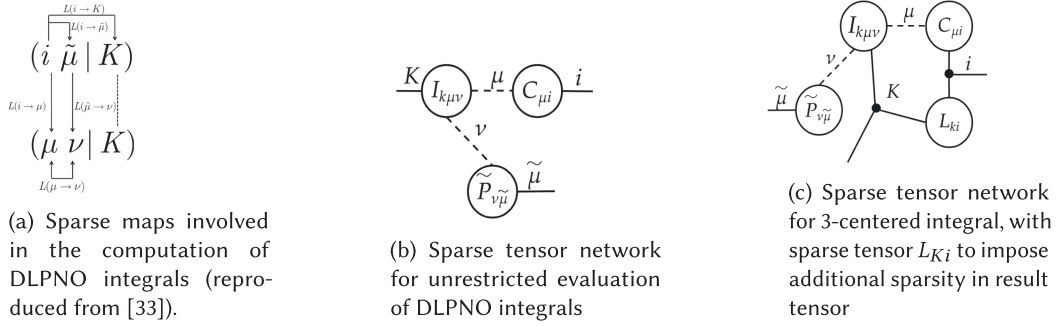 L(i → K)
L(i → μ̃)
(i μ̃ | K)
L(i → μ)
L(μ̃ → ν)
(μ ν | K)
L(μ → ν)
(a) Sparse maps involved
in the computation of
DLPNO integrals (repro-
duced from [33]).
K
I_{kμν}
μ
C_{μi}
i
ν
P̃_{νμ̃}
μ̃
(b) Sparse tensor network
for unrestricted evaluation
of DLPNO integrals
I_{kμν}
μ
C_{μi}
ν
i
μ̃
P̃_{νμ̃}
K
L_{ki}
(c) Sparse tensor network
for 3-centered integral, with
sparse tensor L_{Ki} to impose
additional sparsity in result
tensor